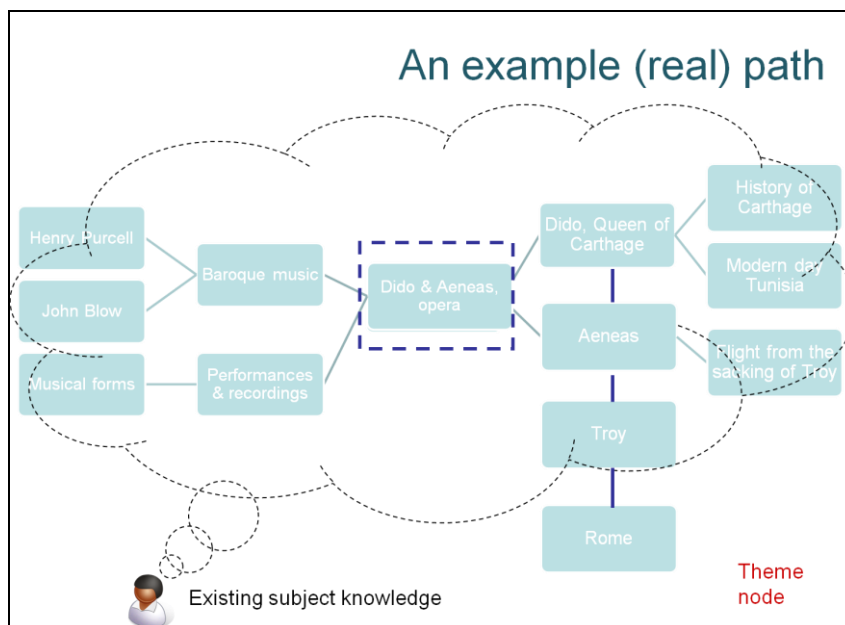 An example (real) path
History of
Carthage
Henry Purcell
Dido, Queen of
Carthage
Baroque music
Modern day
Tunisia
Dido & Aeneas,
opera
John Blow
Aeneas
Flight from the
sacking of Troy
Musical forms
Performances
& recordings
Troy
Rome
Theme
node
Existing subject knowledge